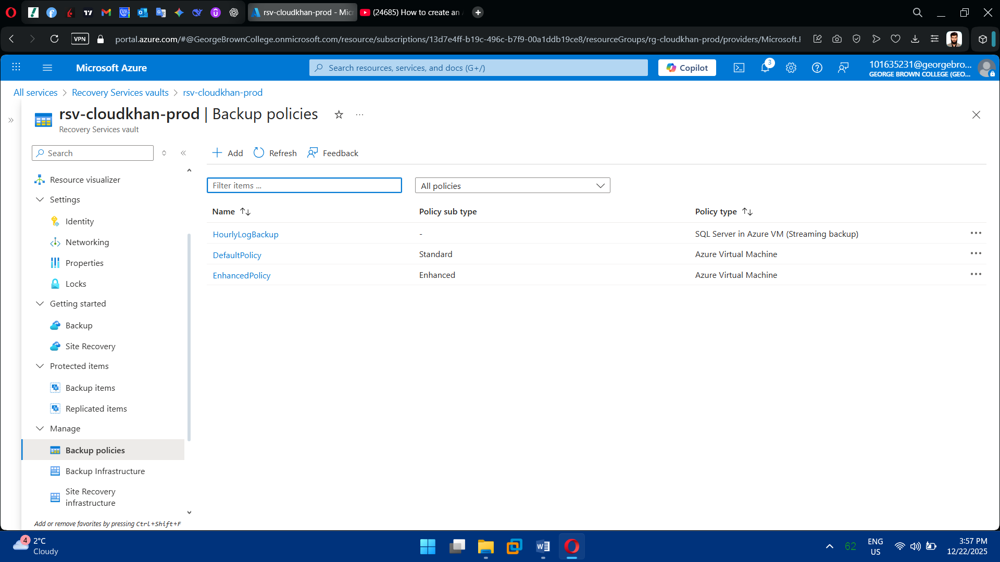 rsv-cloudkhan-prod - Mic
(24685) How to create an
VPN
portal.azure.com/#@GeorgeBrownCollege.onmicrosoft.com/resource/subscriptions/13d7e4ff-b19c-496c-b7f9-00a1ddb19ce8/resourceGroups/rg-cloudkhan-prod/providers/Microsoft.F
Microsoft Azure
Search resources, services, and docs (G+/)
Copilot
3
101635231@georgebro...
GEORGE BROWN COLLEGE (GEO...
All services > Recovery Services vaults > rsv-cloudkhan-prod
rsv-cloudkhan-prod | Backup policies
Recovery Services vault
Search
Add
Refresh
Feedback
Resource visualizer
Settings
Identity
Networking
Properties
Locks
Getting started
Backup
Site Recovery
Protected items
Backup items
Replicated items
Manage
Backup policies
Backup Infrastructure
Site Recovery
infrastructure
Add or remove favorites by pressing Ctrl+Shift+F
Filter items ...
All policies
Name Policy sub type Policy type
HourlyLogBackup - SQL Server in Azure VM (Streaming backup)
DefaultPolicy Standard Azure Virtual Machine
EnhancedPolicy Enhanced Azure Virtual Machine
4
2°C
Cloudy
62
ENG
US
3:57 PM
12/22/2025